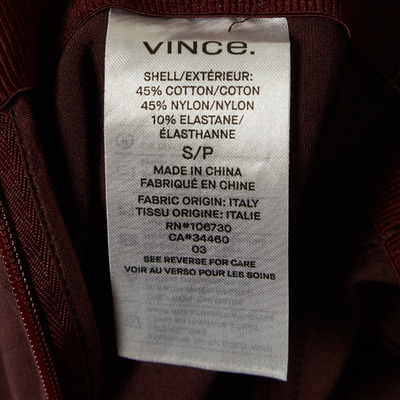 VINCE.
SHELL/EXTÉRIEUR:
45% COTTON/COTON
45% NYLON/NYLON
10% ELASTANE/
ÉLASTHANNE
S/P
MADE IN CHINA
FABRIQUÉ EN CHINE
FABRIC ORIGIN: ITALY
TISSU ORIGINE: ITALIE
RN#106730
CA#34460
03
SEE REVERSE FOR CARE
VOIR AU VERSO POUR LES SOINS